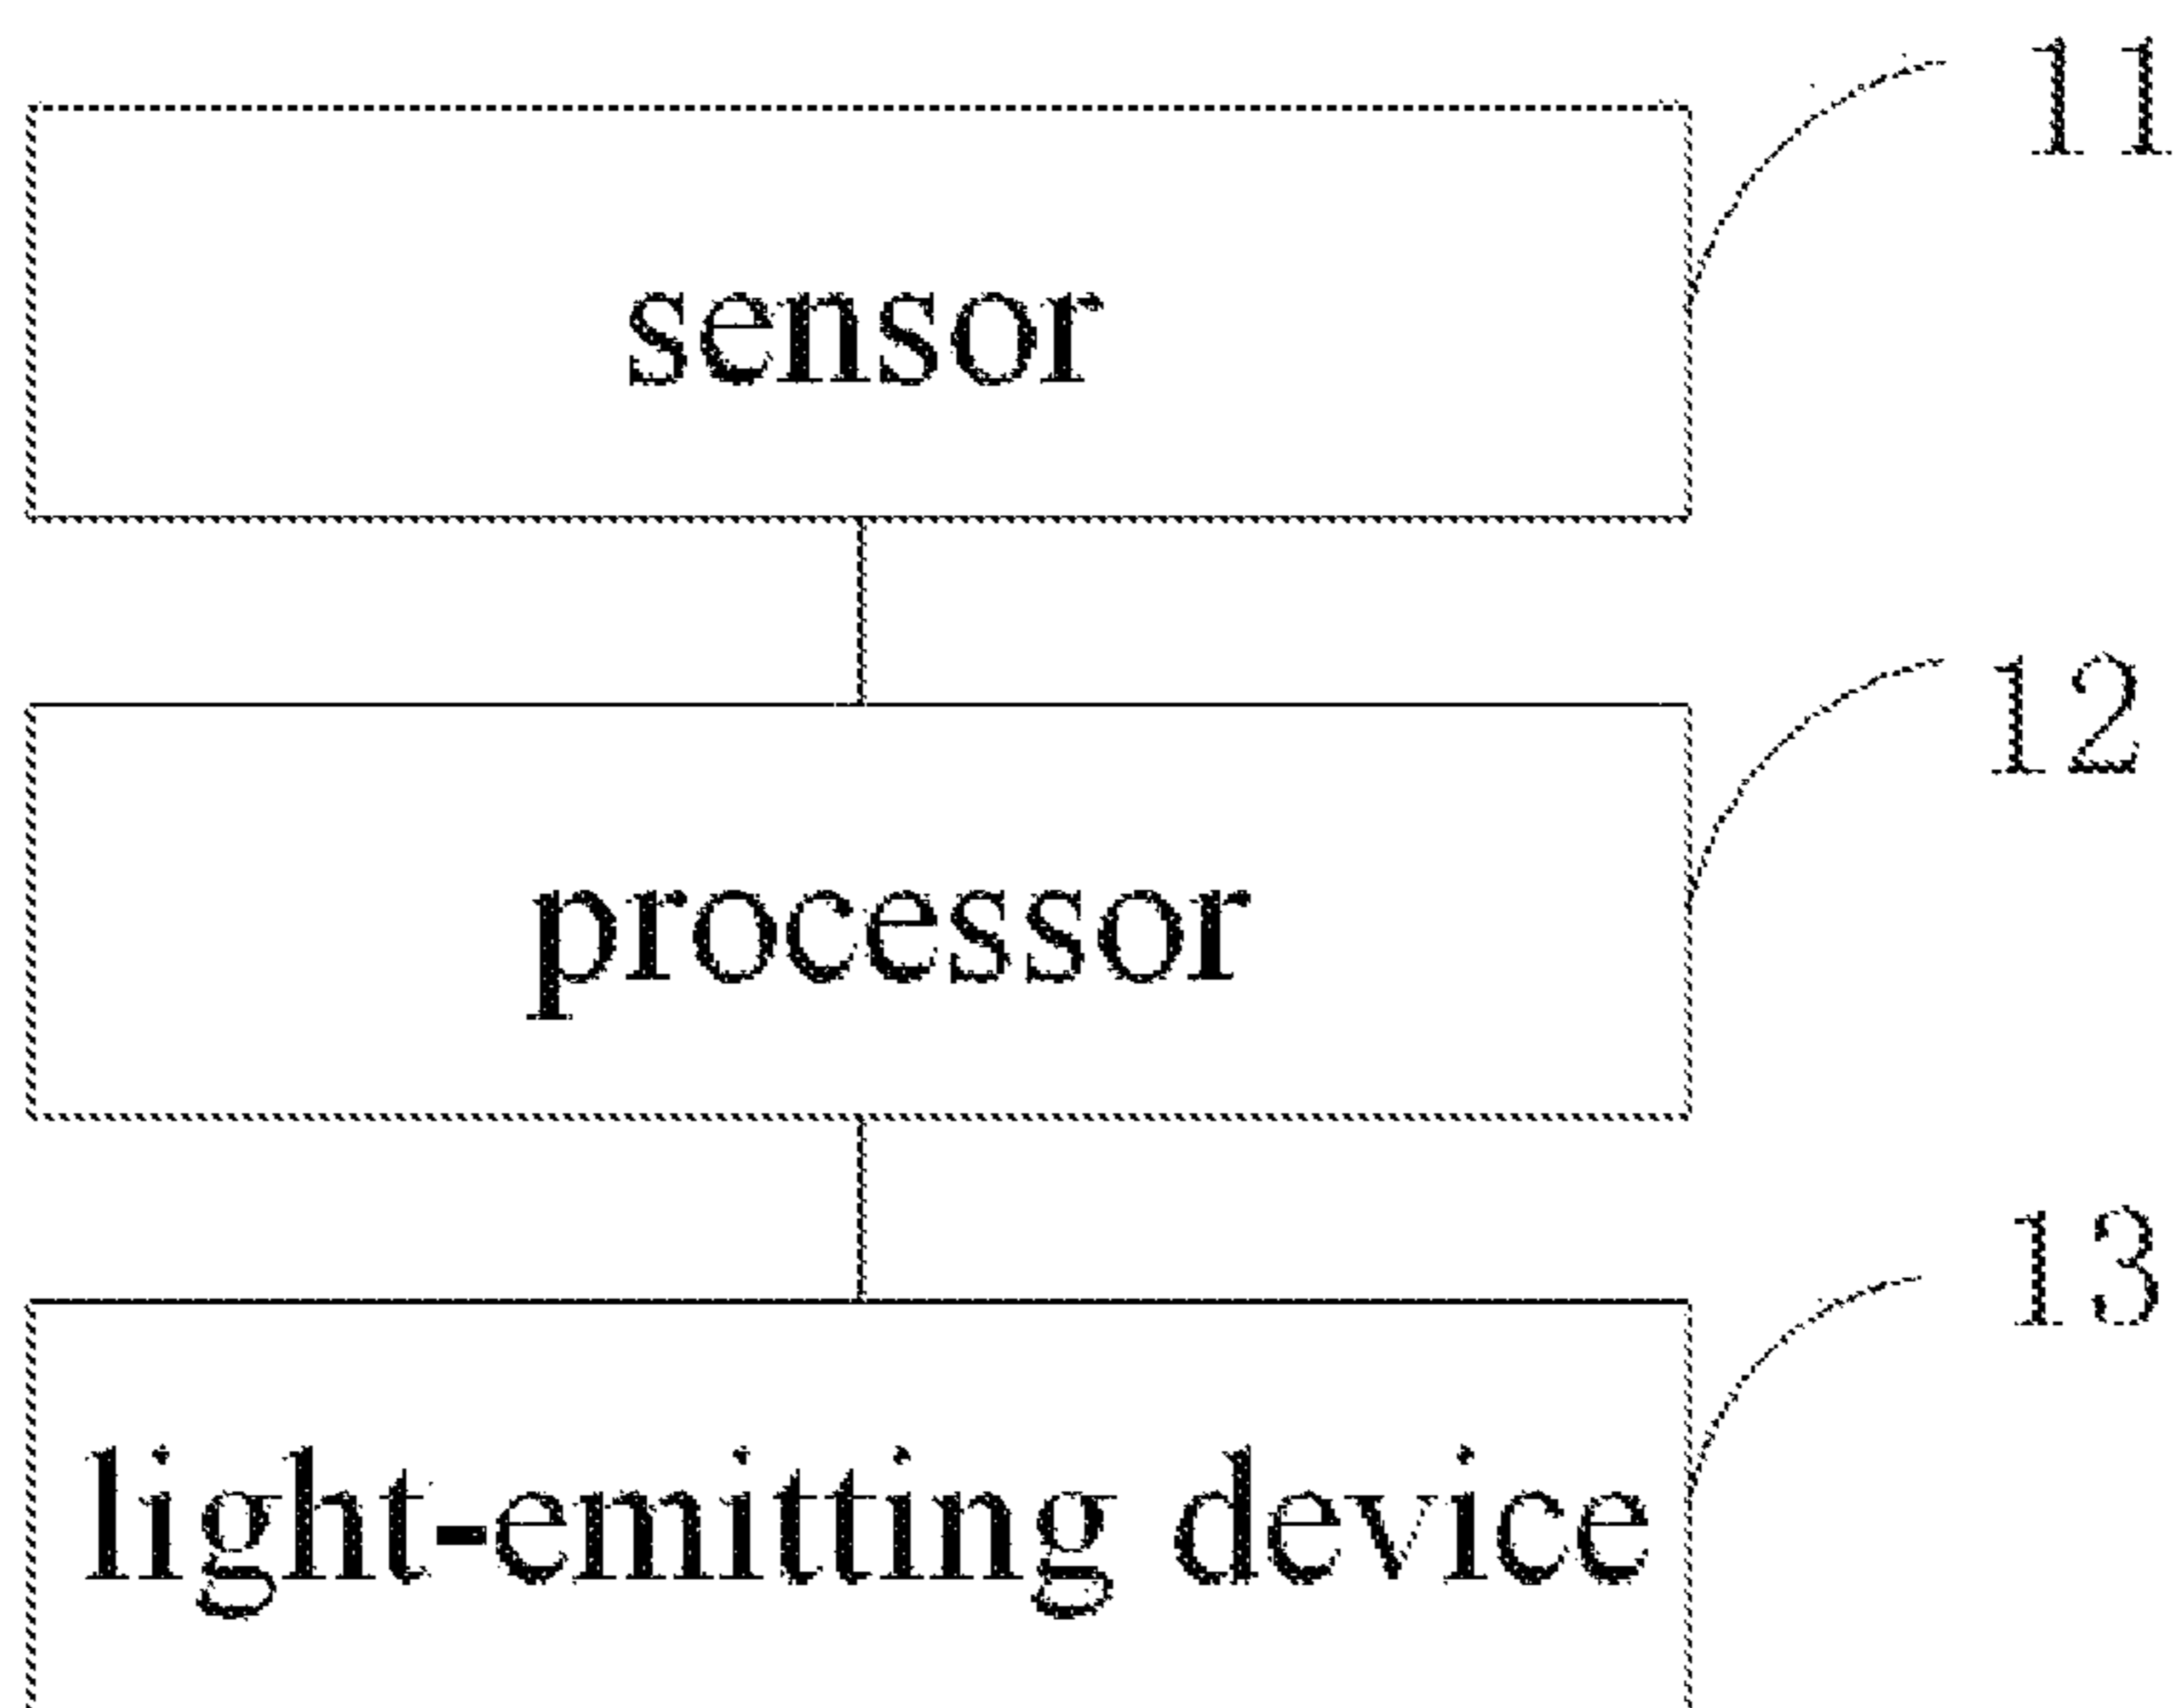 11
sensor
12
processor
13
light-emitting device